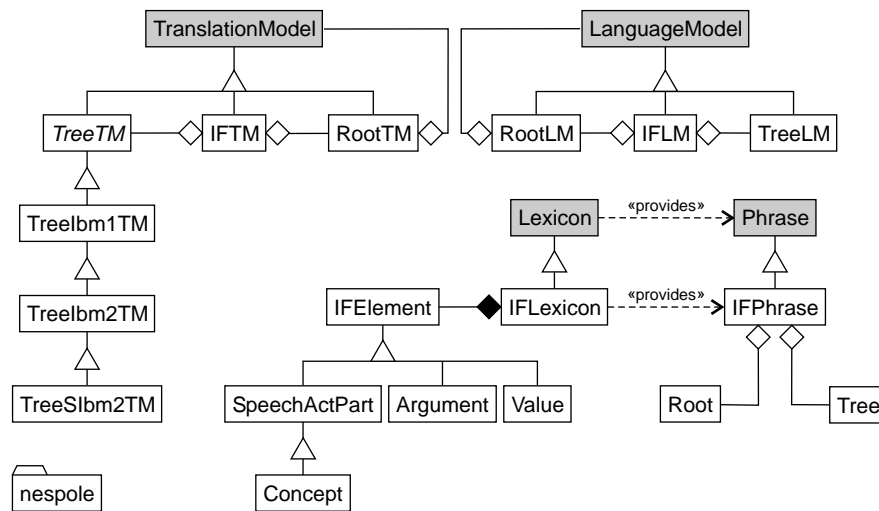 TranslationModel
LanguageModel
TreeTM
IFTM
RootTM
RootLM
IFLM
TreeLM
TreeIbm1TM
Lexicon
«provides»
Phrase
TreeIbm2TM
IFElement
IFLexicon
«provides»
IFPhrase
TreeSIbm2TM
SpeechActPart
Argument
Value
Root
Tree
nespole
Concept